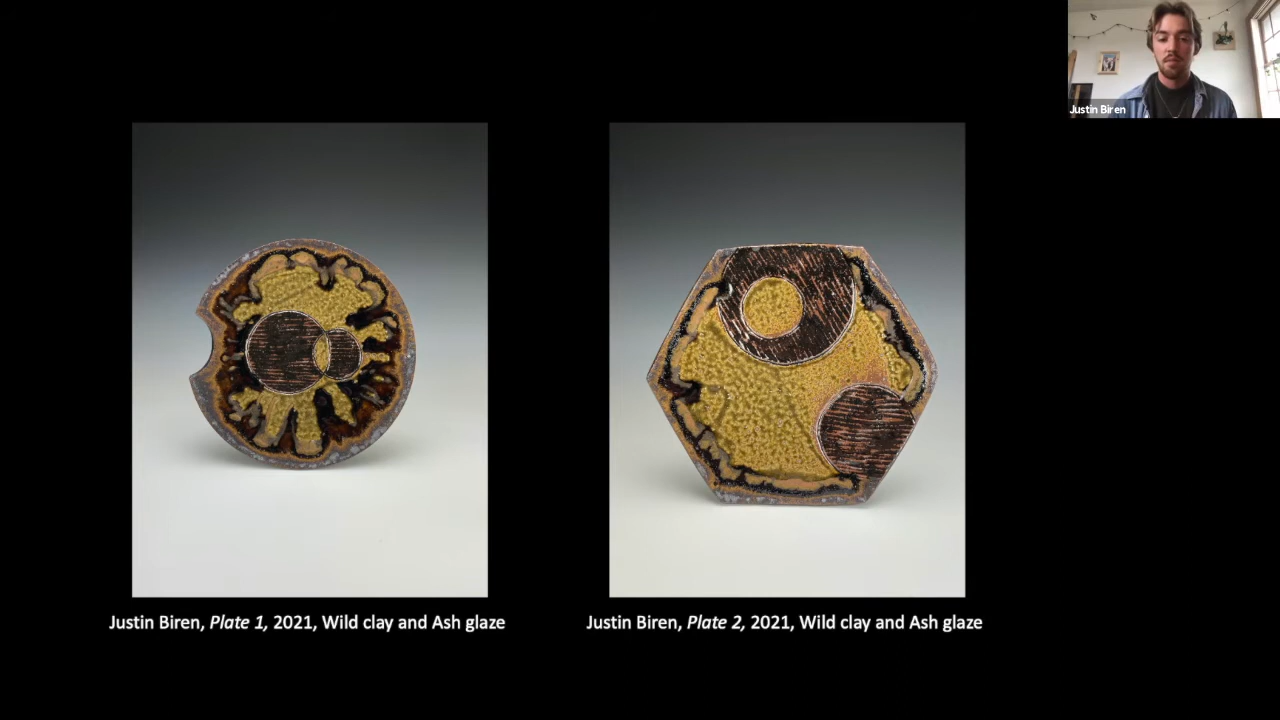 Justin Biren
Justin Biren, Plate 1, 2021, Wild clay and Ash glaze
Justin Biren, Plate 2, 2021, Wild clay and Ash glaze